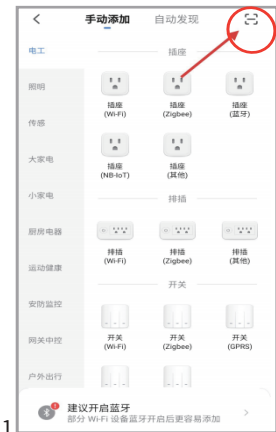 手动添加 自动发现
电工
插座
照明
插座
(Wi-Fi)
插座
(Zigbee)
插座
(蓝牙)
传感
大家电
插座
(NB-IoT)
插座
(其他)
小家电
排插
厨房电器
排插
(Wi-Fi)
排插
(Zigbee)
排插
(其他)
运动健康
开关
安防监控
网关中控
开关
(Wi-Fi)
开关
(Zigbee)
开关
(GPRS)
户外出行
建议开启蓝牙
部分 Wi-Fi 设备蓝牙开启后更容易添加
1